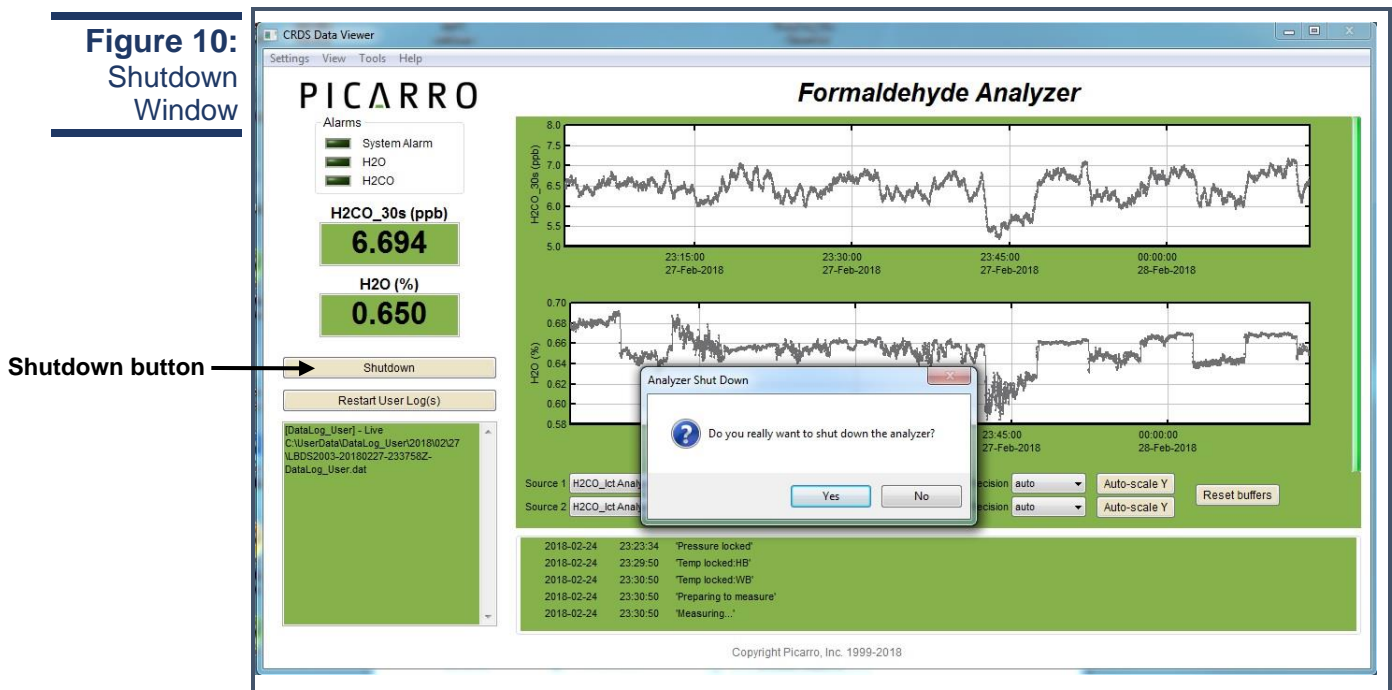 Figure 10:
Shutdown
Window
CRDS Data Viewer
Settings View Tools Help
PICARRO
Formaldehyde Analyzer
Alarms
System Alarm
H2O
H2CO
H2CO_30s (ppb)
6.694
H2O (%)
0.650
Shutdown button
Shutdown
Restart User Log(s)
[DataLog_User] - Live
C:\UserData\DataLog_User\2018\02\27
\LBDS2003-20180227-233758Z-
DataLog_User.dat
H2CO_30s (ppb)
8.0
7.5
7.0
6.5
6.0
5.5
5.0
23:15:00 23:30:00 23:45:00 00:00:00
27-Feb-2018 27-Feb-2018 27-Feb-2018 28-Feb-2018
H2O (%)
0.70
0.68
0.66
0.64
0.62
0.60
0.58
23:45:00 00:00:00
27-Feb-2018 28-Feb-2018
Analyzer Shut Down
Do you really want to shut down the analyzer?
Yes No
Source 1 H2CO_lct Analy ecision auto Auto-scale Y
Source 2 H2CO_lct Analy ecision auto Auto-scale Y
Reset buffers
2018-02-24 23:23:34 'Pressure locked'
2018-02-24 23:29:50 'Temp locked:HB'
2018-02-24 23:30:50 'Temp locked:WB'
2018-02-24 23:30:50 'Preparing to measure'
2018-02-24 23:30:50 'Measuring...'
Copyright Picarro, Inc. 1999-2018